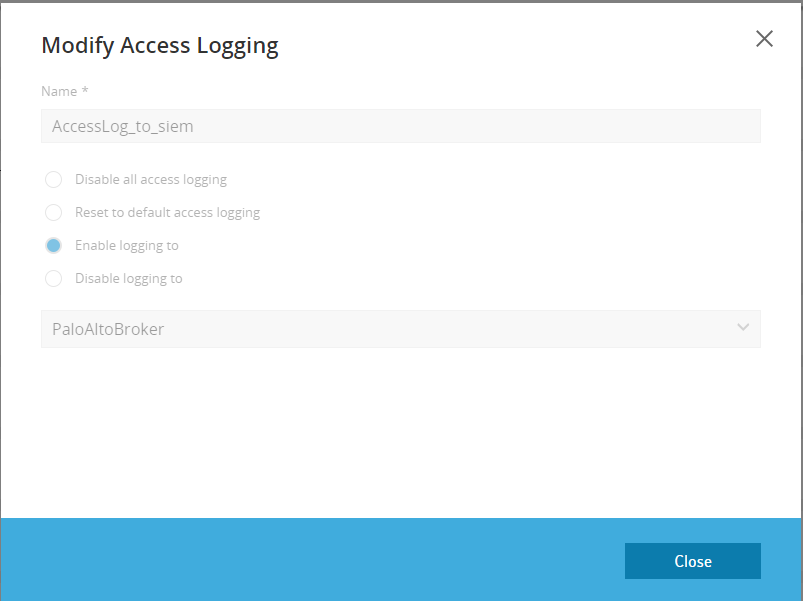 Modify Access Logging
Name *
AccessLog_to_siem
Disable all access logging
Reset to default access logging
Enable logging to
Disable logging to
PaloAltoBroker
Close